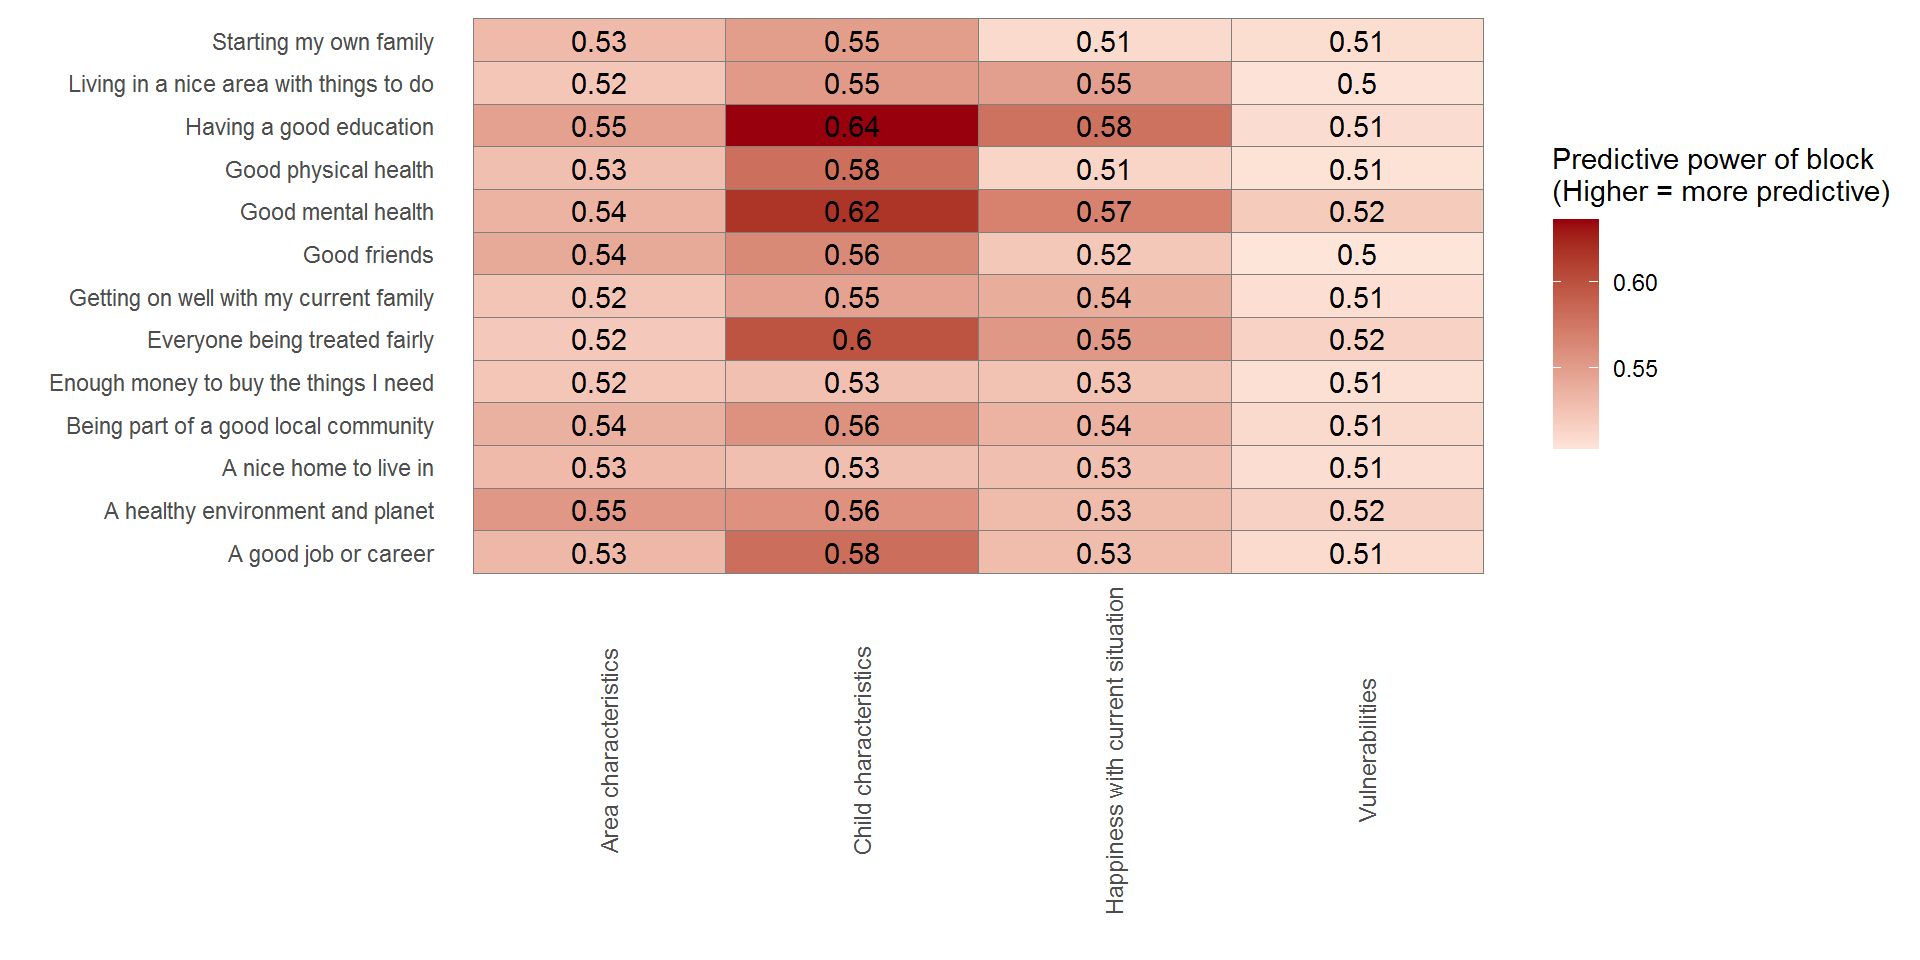 Starting my own family 0.53 0.55 0.51 0.51
Living in a nice area with things to do 0.52 0.55 0.55 0.5
Having a good education 0.55 0.64 0.58 0.51
Good physical health 0.53 0.58 0.51 0.51
Good mental health 0.54 0.62 0.57 0.52
Good friends 0.54 0.56 0.52 0.5
Getting on well with my current family 0.52 0.55 0.54 0.51
Everyone being treated fairly 0.52 0.6 0.55 0.52
Enough money to buy the things I need 0.52 0.53 0.53 0.51
Being part of a good local community 0.54 0.56 0.54 0.51
A nice home to live in 0.53 0.53 0.53 0.51
A healthy environment and planet 0.55 0.56 0.53 0.52
A good job or career 0.53 0.58 0.53 0.51
Area characteristics
Child characteristics
Happiness with current situation
Vulnerabilities
Predictive power of block
(Higher = more predictive)
0.60
0.55